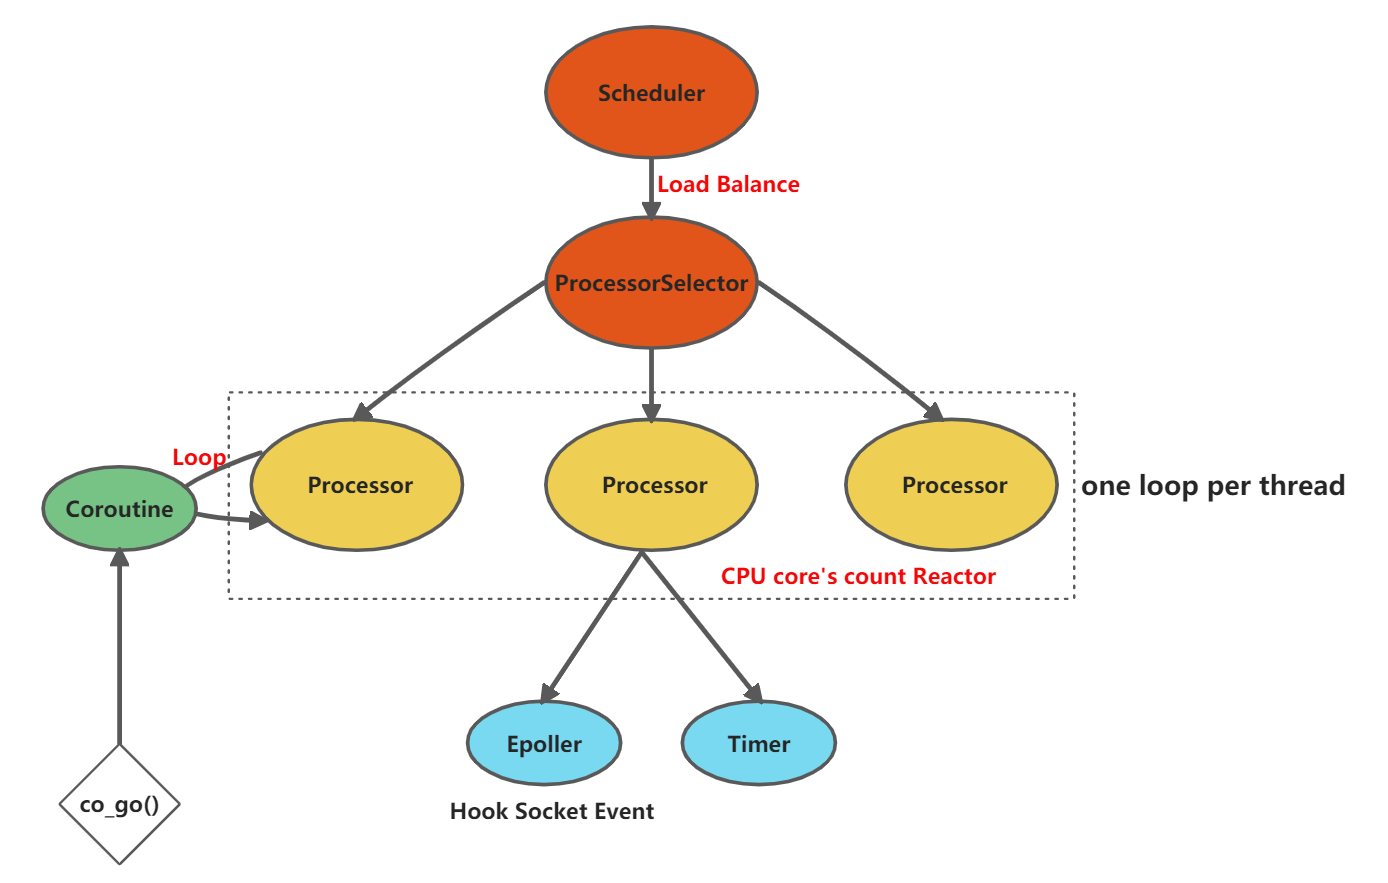 Scheduler
Load Balance
ProcessorSelector
Loop
Processor
Processor
Processor
one loop per thread
Coroutine
CPU core's count Reactor
Epoller
Timer
co_go()
Hook Socket Event